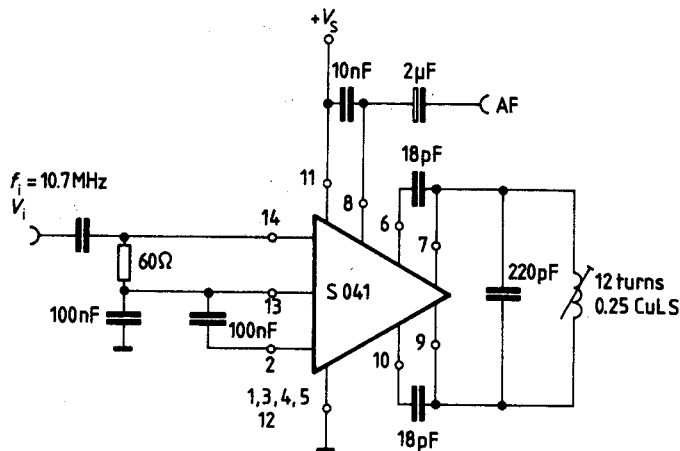 +VS
10nF
2µF
AF
18pF
fi = 10.7MHz
Vi
11
8
6
14
7
60Ω
220pF
12 turns
0.25 CuLS
S 041
13
100nF
100nF
2
9
10
1,3,4,5
12
18pF